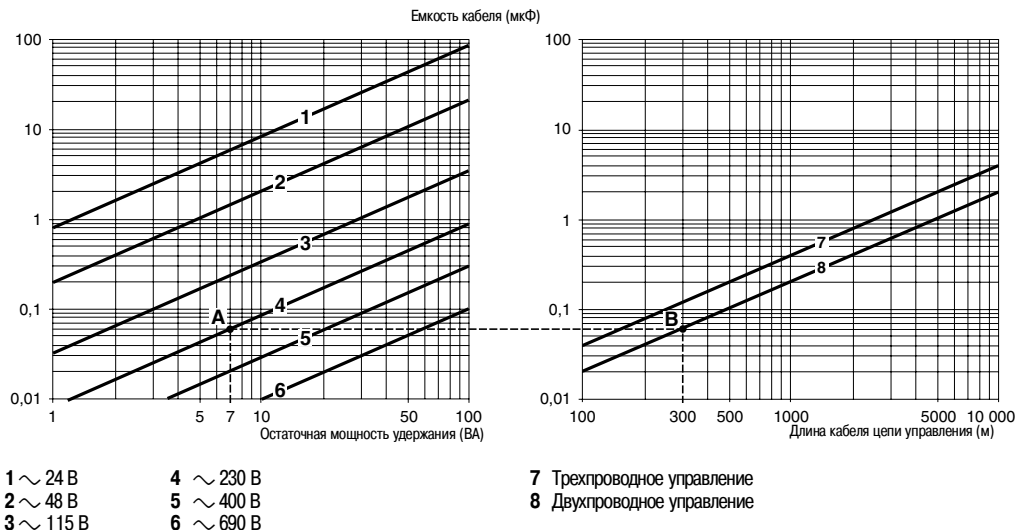 Емкость кабеля (мкФ)
100
10
1
0,1
0,01
1
5
7
10
50
100
Остаточная мощность удержания (ВА)
1
2
3
4
5
6
A
100
10
1
0,1
0,01
100
300
500
1000
5000
10 000
Длина кабеля цепи управления (м)
7
8
B
1 ~ 24 В
2 ~ 48 В
3 ~ 115 В
4 ~ 230 В
5 ~ 400 В
6 ~ 690 В
7 Трехпроводное управление
8 Двухпроводное управление